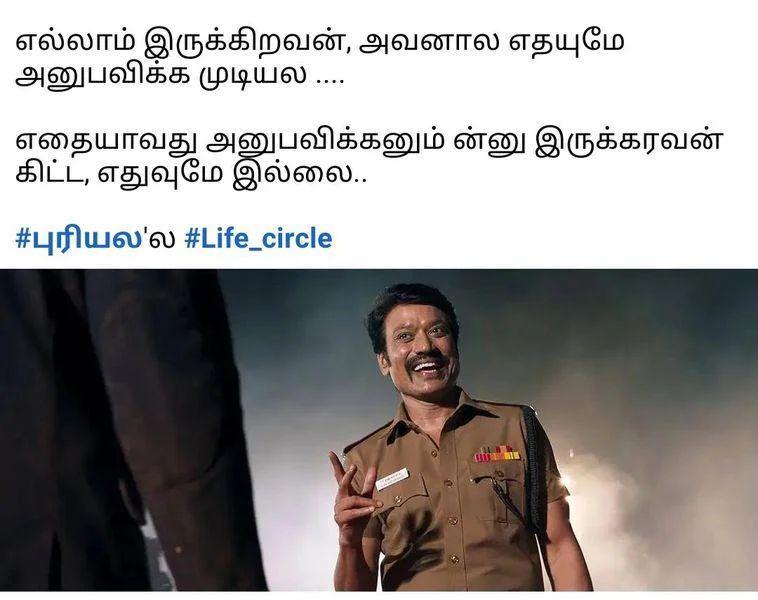 எல்லாம் இருக்கிறவன், அவனால எதயுமே
அனுபவிக்க முடியல ....
எதையாவது அனுபவிக்கனும் ன்னு இருக்கரவன்
கிட்ட, எதுவுமே இல்லை..
#புரியல'ல #Life_circle